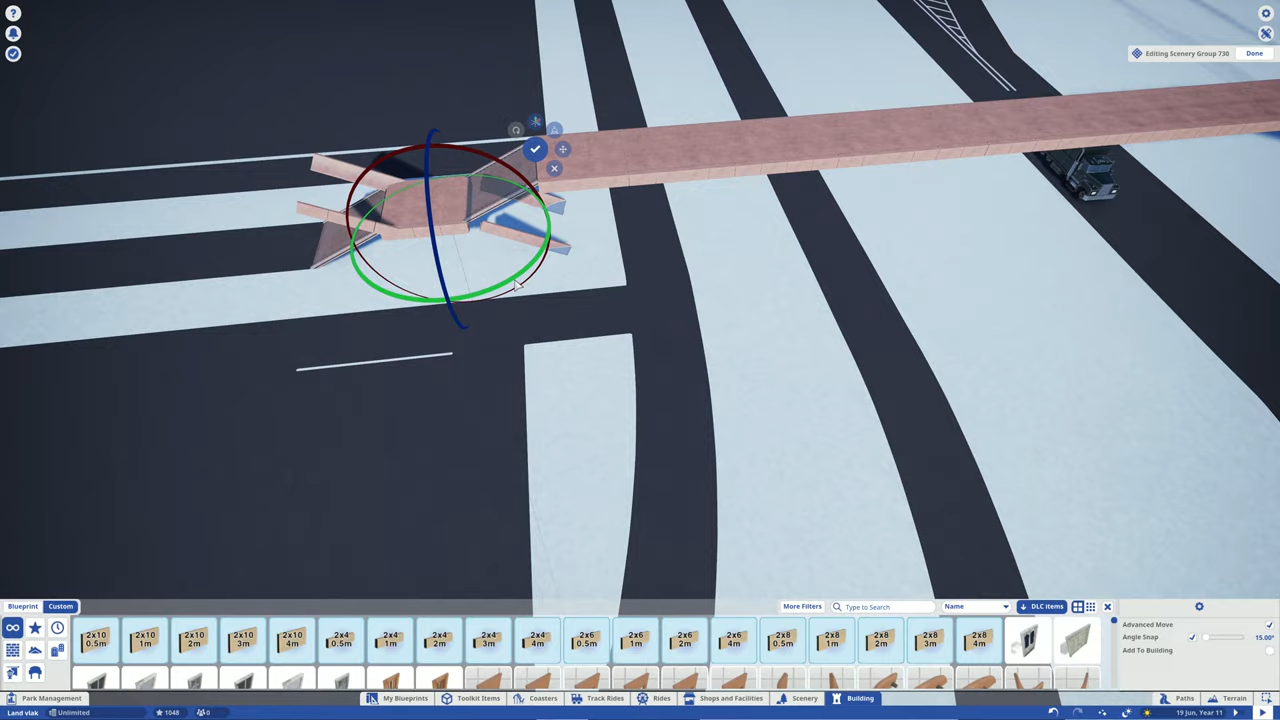 ?
Editing Scenery Group 730 Done
Blueprint Custom More Filters Type to Search Name DLC items
2x10 0.5m 2x10 1m 2x10 2m 2x10 3m 2x10 4m 2x4 0.5m 2x4 1m 2x4 2m 2x4 3m 2x4 4m 2x6 0.5m 2x6 1m 2x6 2m 2x6 4m 2x8 0.5m 2x8 1m 2x8 2m 2x8 3m 2x8 4m
Advanced Move
Angle Snap 15.00°
Add To Building
Park Management My Blueprints Toolkit Items Coasters Track Rides Rides Shops and Facilities Scenery Building Paths Terrain
Land vlak Unlimited 1048 0 19 Jun, Year 11